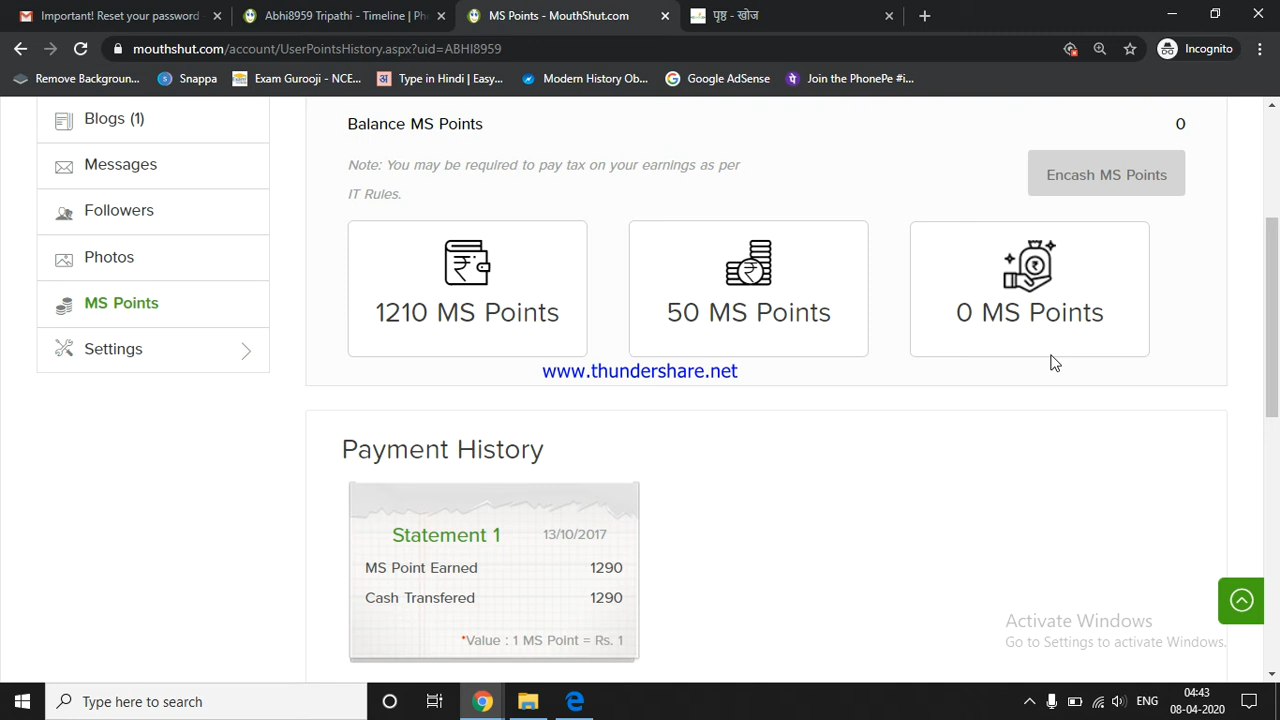 Important! Reset your password
Abhi8959 Tripathi - Timeline | Ph
MS Points - MouthShut.com
पृष्ठ - खोज
mouthshut.com/account/UserPointsHistory.aspx?uid=ABHI8959
Incognito
Remove Backgroun...
Snappa
Exam Gurooji - NCE...
अ
Type in Hindi | Easy...
Modern History Ob...
Google AdSense
Join the PhonePe #i...
Blogs (1)
Messages
Followers
Photos
MS Points
Settings
Balance MS Points
0
Note: You may be required to pay tax on your earnings as per
IT Rules.
Encash MS Points
1210 MS Points
50 MS Points
0 MS Points
www.thundershare.net
Payment History
Statement 1
13/10/2017
MS Point Earned
1290
Cash Transfered
1290
*Value : 1 MS Point = Rs. 1
Activate Windows
Go to Settings to activate Windows.
Type here to search
ENG
04:43
08-04-2020